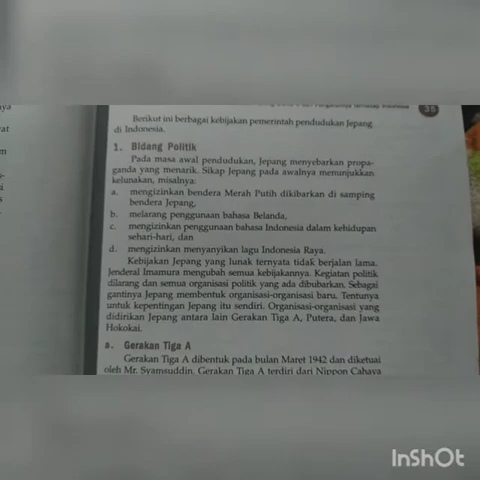 terhadap Indonesia 35
Berikut ini berbagai kebijakan pemerintah pendudukan Jepang
di Indonesia.
1. Bidang Politik
Pada masa awal pendudukan, Jepang menyebarkan propa-
ganda yang menarik. Sikap Jepang pada awalnya menunjukkan
kelunakan, misalnya:
a. mengizinkan bendera Merah Putih dikibarkan di samping
bendera Jepang,
b. melarang penggunaan bahasa Belanda,
c. mengizinkan penggunaan bahasa Indonesia dalam kehidupan
sehari-hari, dan
d. mengizinkan menyanyikan lagu Indonesia Raya.
Kebijakan Jepang yang lunak ternyata tidak berjalan lama.
Jenderal Imamura mengubah semua kebijakannya. Kegiatan politik
dilarang dan semua organisasi politik yang ada dibubarkan. Sebagai
gantinya Jepang membentuk organisasi-organisasi baru. Tentunya
untuk kepentingan Jepang itu sendiri. Organisasi-organisasi yang
didirikan Jepang antara lain Gerakan Tiga A, Putera, dan Jawa
Hokokai.
a. Gerakan Tiga A
Gerakan Tiga A dibentuk pada bulan Maret 1942 dan diketuai
oleh Mr. Syamsuddin. Gerakan Tiga A terdiri dari Nippon Cahaya
InShOt